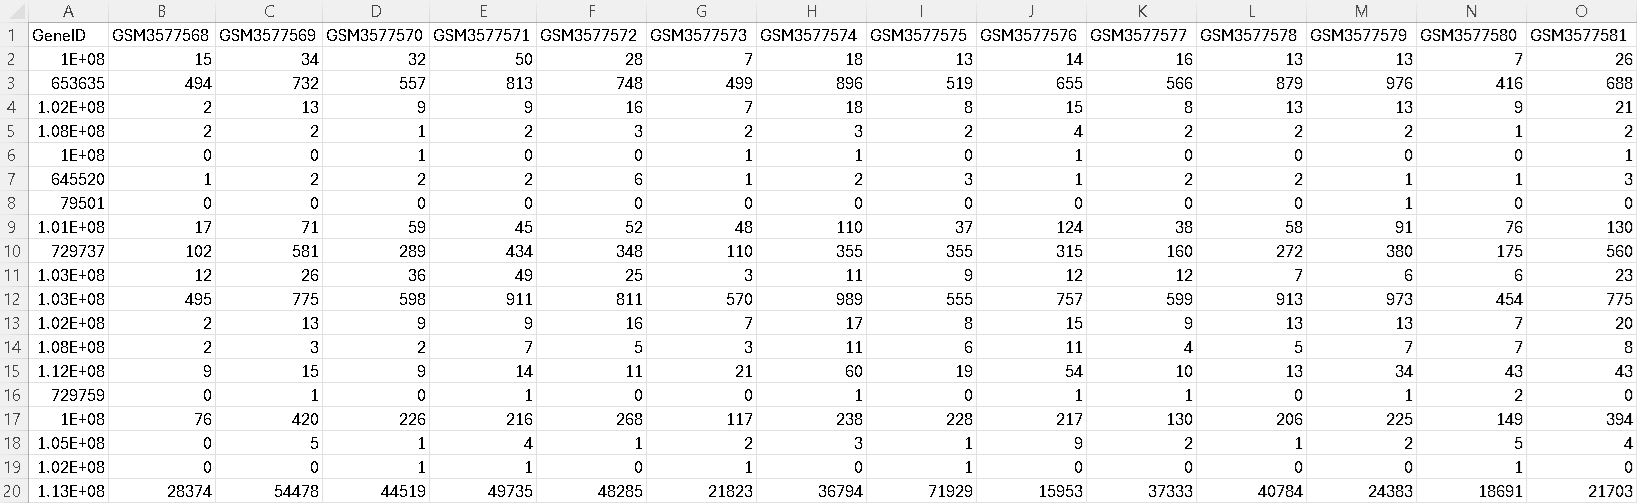 A B C D E F G H I J K L M N O
1 GeneID GSM3577568 GSM3577569 GSM3577570 GSM3577571 GSM3577572 GSM3577573 GSM3577574 GSM3577575 GSM3577576 GSM3577577 GSM3577578 GSM3577579 GSM3577580 GSM3577581
2 1E+08 15 34 32 50 28 7 18 13 14 16 13 13 7 26
3 653635 494 732 557 813 748 499 896 519 655 566 879 976 416 688
4 1.02E+08 2 13 9 9 16 7 18 8 15 8 13 13 9 21
5 1.08E+08 2 2 1 2 3 2 3 2 4 2 2 2 1 2
6 1E+08 0 0 1 0 0 1 1 0 1 0 0 0 0 1
7 645520 1 2 2 2 6 1 2 3 1 2 2 1 1 3
8 79501 0 0 0 0 0 0 0 0 0 0 0 1 0 0
9 1.01E+08 17 71 59 45 52 48 110 37 124 38 58 91 76 130
10 729737 102 581 289 434 348 110 355 355 315 160 272 380 175 560
11 1.03E+08 12 26 36 49 25 3 11 9 12 12 7 6 6 23
12 1.03E+08 495 775 598 911 811 570 989 555 757 599 913 973 454 775
13 1.02E+08 2 13 9 9 16 7 17 8 15 9 13 13 7 20
14 1.08E+08 2 3 2 7 5 3 11 6 11 4 5 7 7 8
15 1.12E+08 9 15 9 14 11 21 60 19 54 10 13 34 43 43
16 729759 0 1 0 1 0 0 1 0 1 1 0 1 2 0
17 1E+08 76 420 226 216 268 117 238 228 217 130 206 225 149 394
18 1.05E+08 0 5 1 4 1 2 3 1 9 2 1 2 5 4
19 1.02E+08 0 0 1 1 0 1 0 1 0 0 0 0 1 0
20 1.13E+08 28374 54478 44519 49735 48285 21823 36794 71929 15953 37333 40784 24383 18691 21703